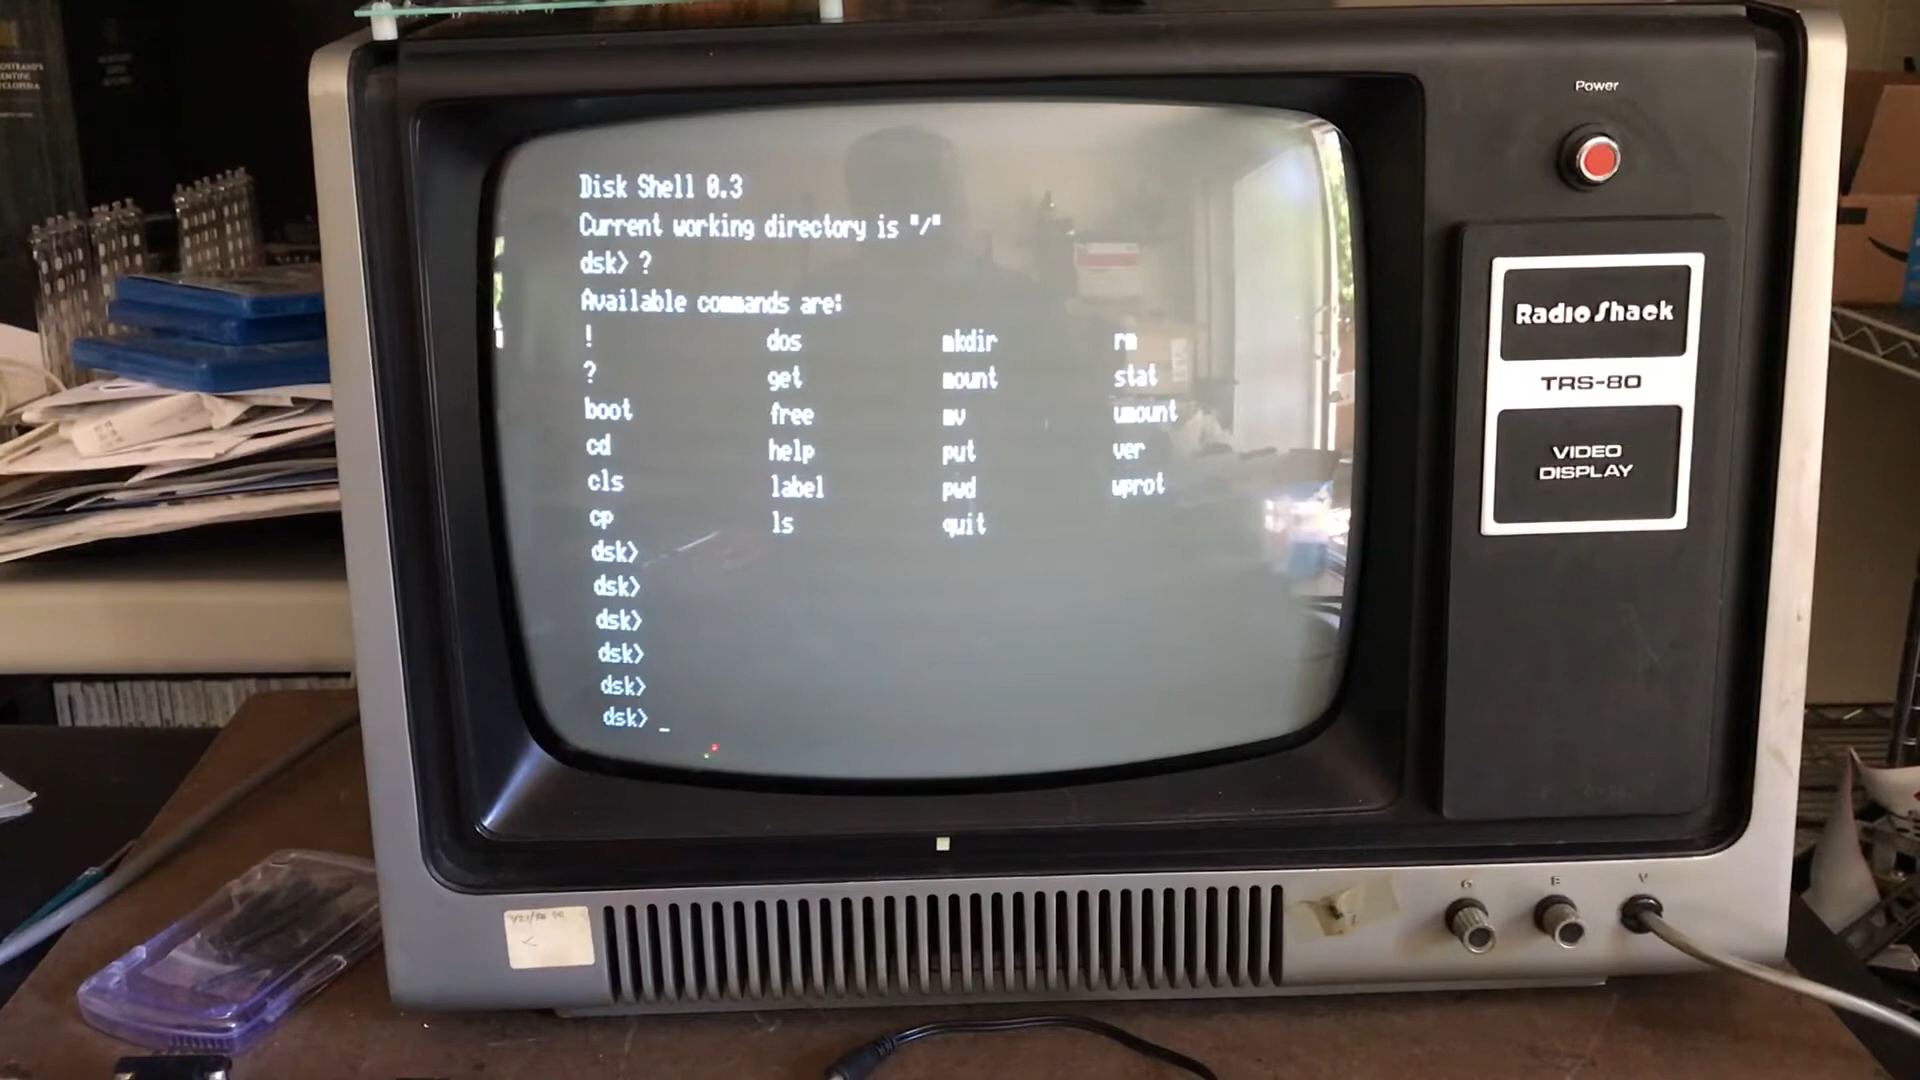 Disk Shell 0.3
Current working directory is "/"
dsk> ?
Available commands are:
! dos mkdir rm
? get mount stat
boot free mv umount
cd help put ver
cls label pwd wprot
cp ls quit
dsk>
dsk>
dsk>
dsk>
dsk>
dsk> _
Power
Radio Shack
TRS-80
VIDEO
DISPLAY